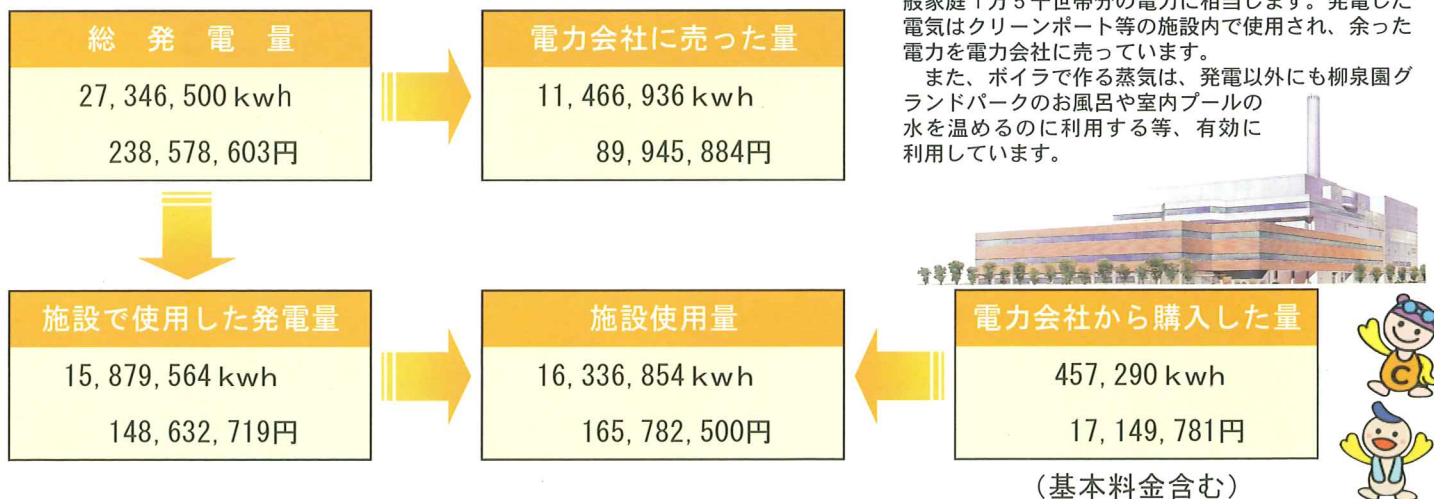 総発電量
27,346,500kwh
238,578,603円
電力会社に売った量
11,466,936kwh
89,945,884円
電気はクリーンポート等の施設内で使用され、余った
電力を電力会社に売っています。
また、ボイラで作る蒸気は、発電以外にも柳泉園グ
ランドパークのお風呂や室内プールの
水を温めるのに利用する等、有効に
利用しています。
施設で使用した発電量
15,879,564kwh
148,632,719円
施設使用量
16,336,854kwh
165,782,500円
電力会社から購入した量
457,290kwh
17,149,781円
(基本料金含む)
C